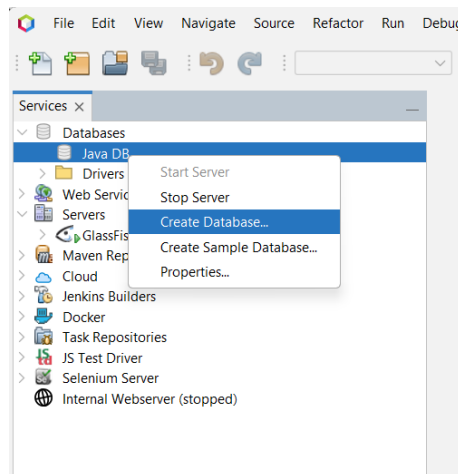 File Edit View Navigate Source Refactor Run Debug
Services
Databases
Java DB
Drivers
Start Server
Stop Server
Create Database...
Create Sample Database...
Properties...
Web Servic
Servers
GlassFis
Maven Rep
Cloud
Jenkins Builders
Docker
Task Repositories
JS Test Driver
Selenium Server
Internal Webserver (stopped)